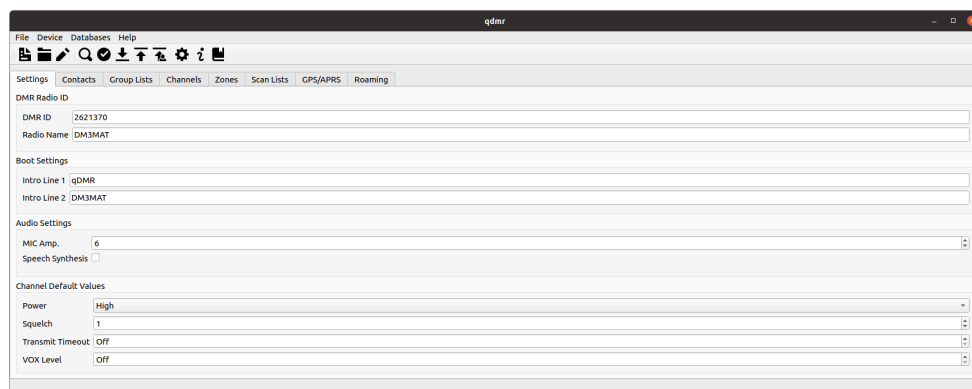 qdmr
File Device Databases Help
Settings Contacts Group Lists Channels Zones Scan Lists GPS/APRS Roaming
DMR Radio ID
DMR ID 2621370
Radio Name DM3MAT
Boot Settings
Intro Line 1 qDMR
Intro Line 2 DM3MAT
Audio Settings
MIC Amp. 6
Speech Synthesis
Channel Default Values
Power High
Squelch 1
Transmit Timeout Off
VOX Level Off